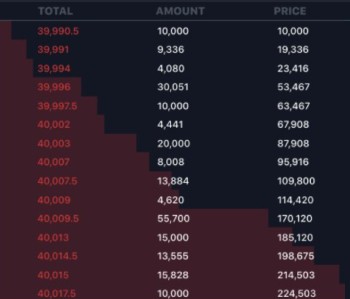 TOTAL AMOUNT PRICE
39,990.5 10,000 10,000
39,991 9,336 19,336
39,994 4,080 23,416
39,996 30,051 53,467
39,997.5 10,000 63,467
40,002 4,441 67,908
40,003 20,000 87,908
40,007 8,008 95,916
40,007.5 13,884 109,800
40,009 4,620 114,420
40,009.5 55,700 170,120
40,013 15,000 185,120
40,014.5 13,555 198,675
40,015 15,828 214,503
40,017.5 10,000 224,503